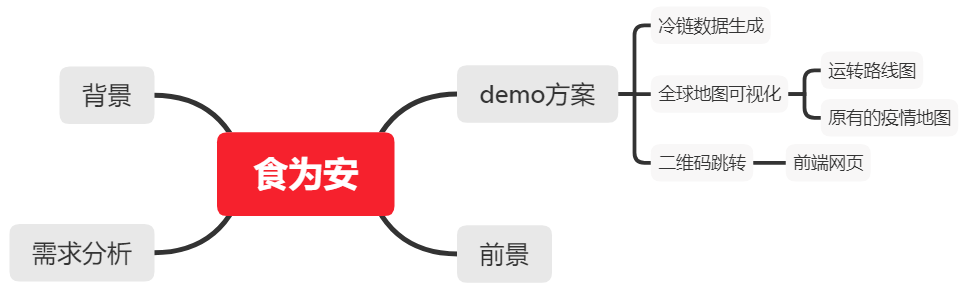 食为安
背景
需求分析
demo方案
冷链数据生成
全球地图可视化
运转路线图
原有的疫情地图
二维码跳转
前端网页
前景